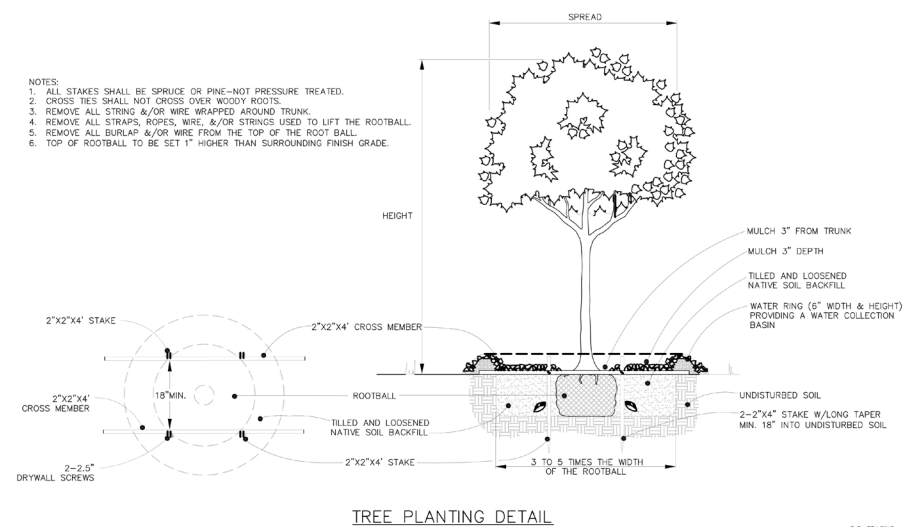 SPREAD
NOTES:
1. ALL STAKES SHALL BE SPRUCE OR PINE-NOT PRESSURE TREATED.
2. CROSS TIES SHALL NOT CROSS OVER WOODY ROOTS.
3. REMOVE ALL STRING &/OR WIRE WRAPPED AROUND TRUNK.
4. REMOVE ALL STRAPS, ROPES, WIRE, &/OR STRINGS USED TO LIFT THE ROOTBALL.
5. REMOVE ALL BURLAP &/OR WIRE FROM THE TOP OF THE ROOT BALL.
6. TOP OF ROOTBALL TO BE SET 1" HIGHER THAN SURROUNDING FINISH GRADE.
HEIGHT
MULCH 3" FROM TRUNK
MULCH 3" DEPTH
TILLED AND LOOSENED
NATIVE SOIL BACKFILL
WATER RING (6" WIDTH & HEIGHT)
PROVIDING A WATER COLLECTION
BASIN
2"X2"X4' STAKE
2"X2"X4' CROSS MEMBER
18"MIN.
2"X2"X4'
CROSS MEMBER
ROOTBALL
UNDISTURBED SOIL
TILLED AND LOOSENED
NATIVE SOIL BACKFILL
2-2"X4" STAKE W/LONG TAPER
MIN. 18" INTO UNDISTURBED SOIL
2-2.5"
DRYWALL SCREWS
2"X2"X4' STAKE
3 TO 5 TIMES THE WIDTH
OF THE ROOTBALL
TREE PLANTING DETAIL